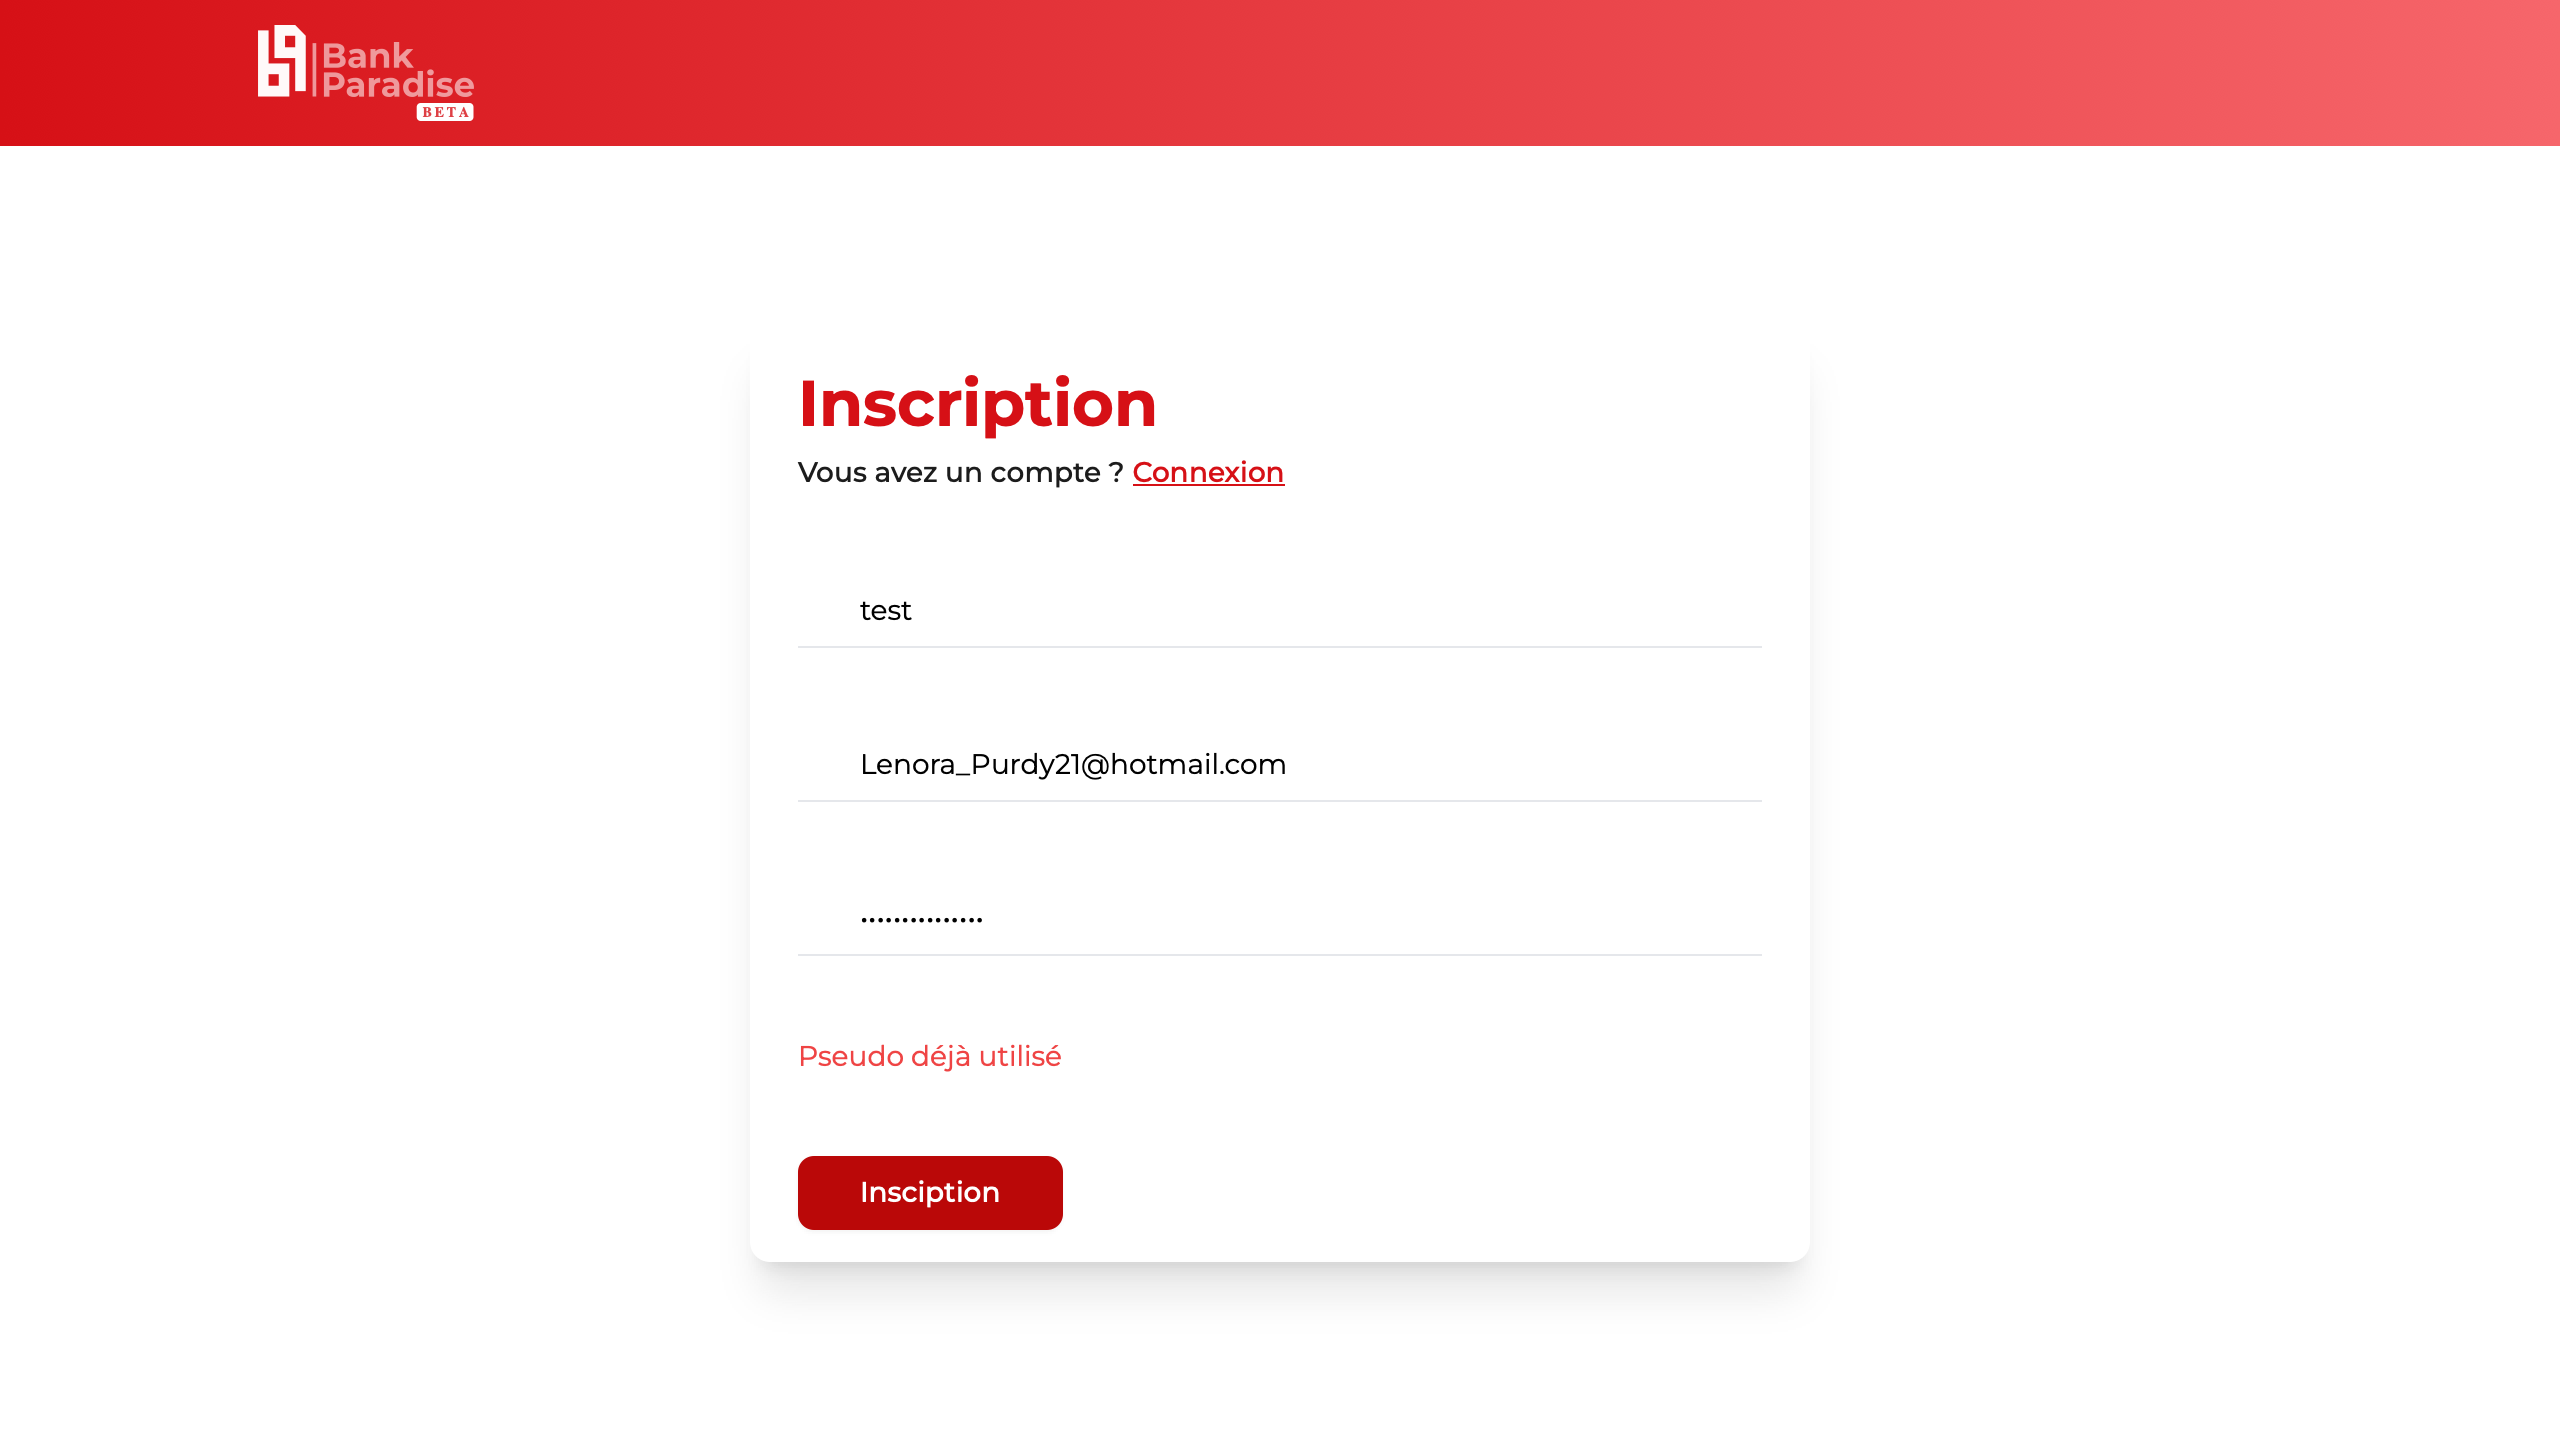 Bank
Paradise
BETA
Inscription
Vous avez un compte ? Connexion
test
Lenora_Purdy21@hotmail.com
•••••••••••••••
Pseudo déjà utilisé
Insciption